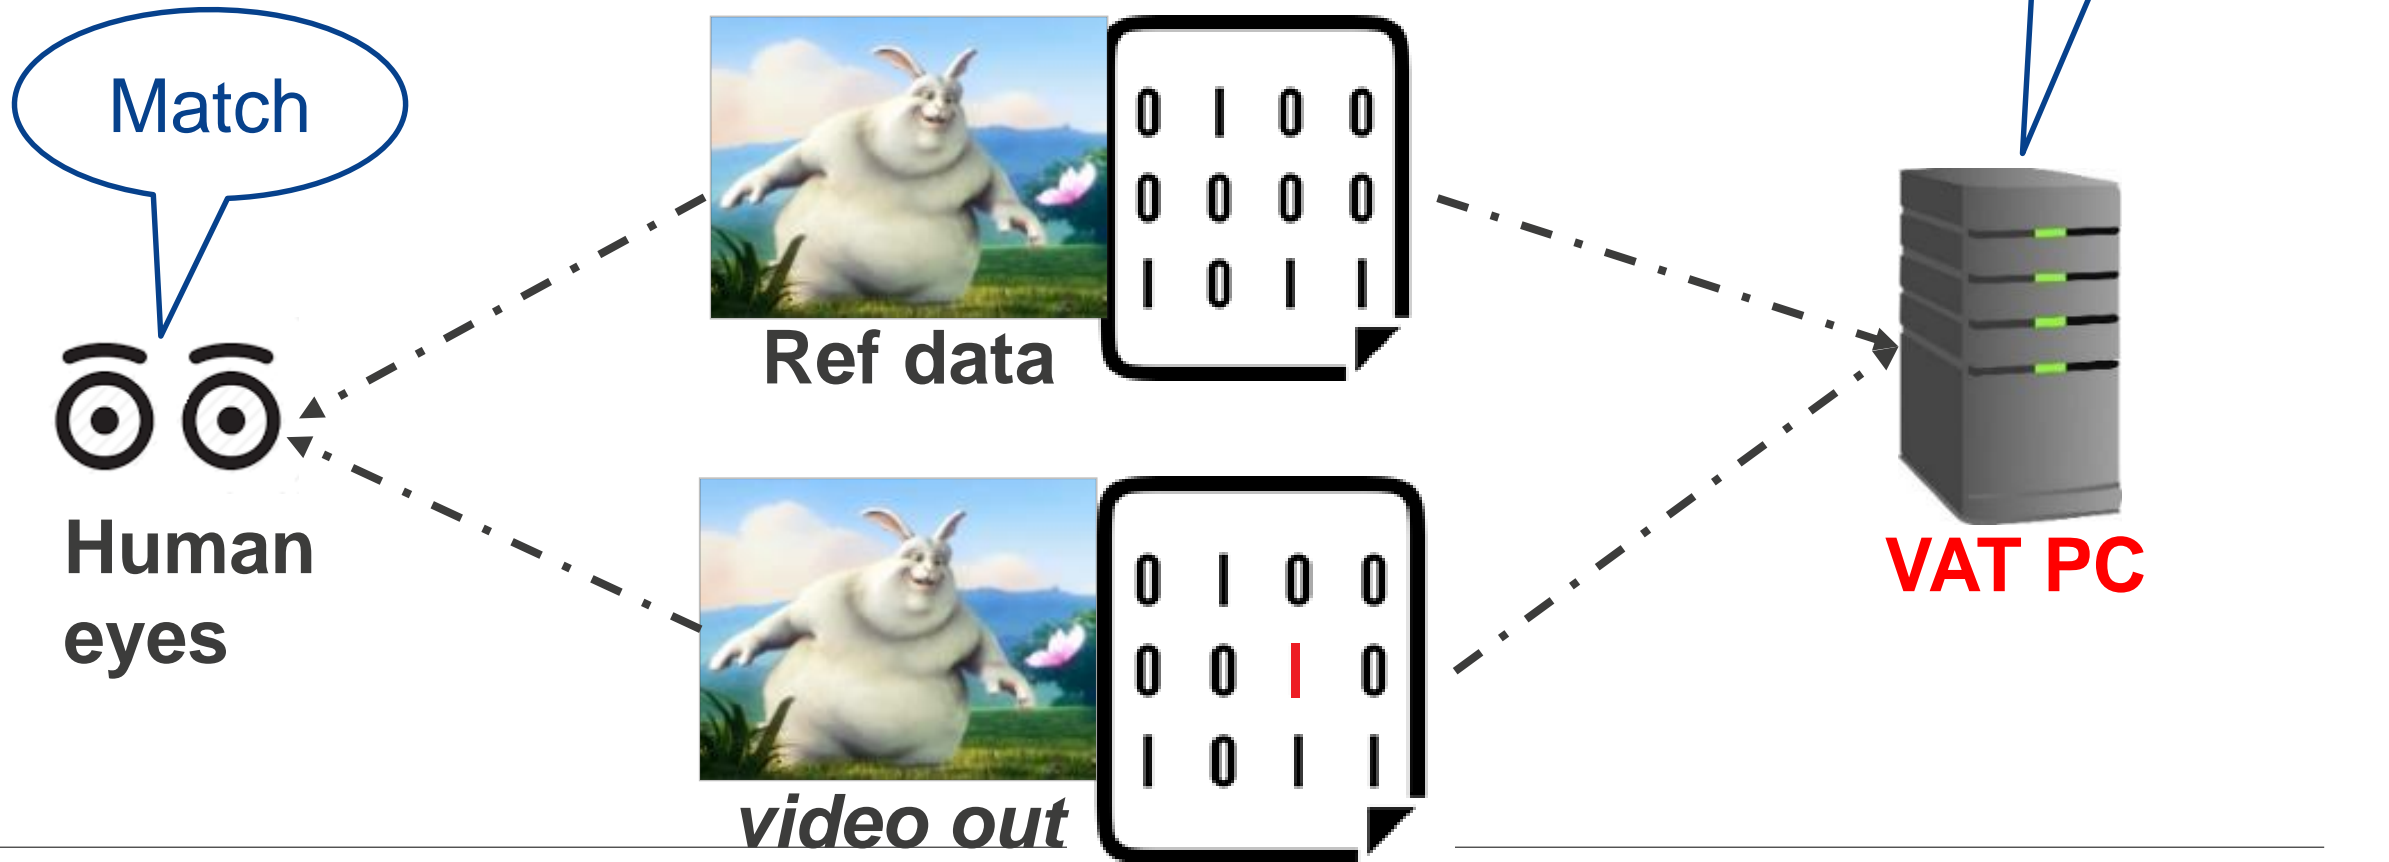 Match
0 1 0 0
0 0 0 0
1 0 1 1
Ref data
Human
eyes
VAT PC
0 1 0 0
0 0 1 0
1 0 1 1
video out